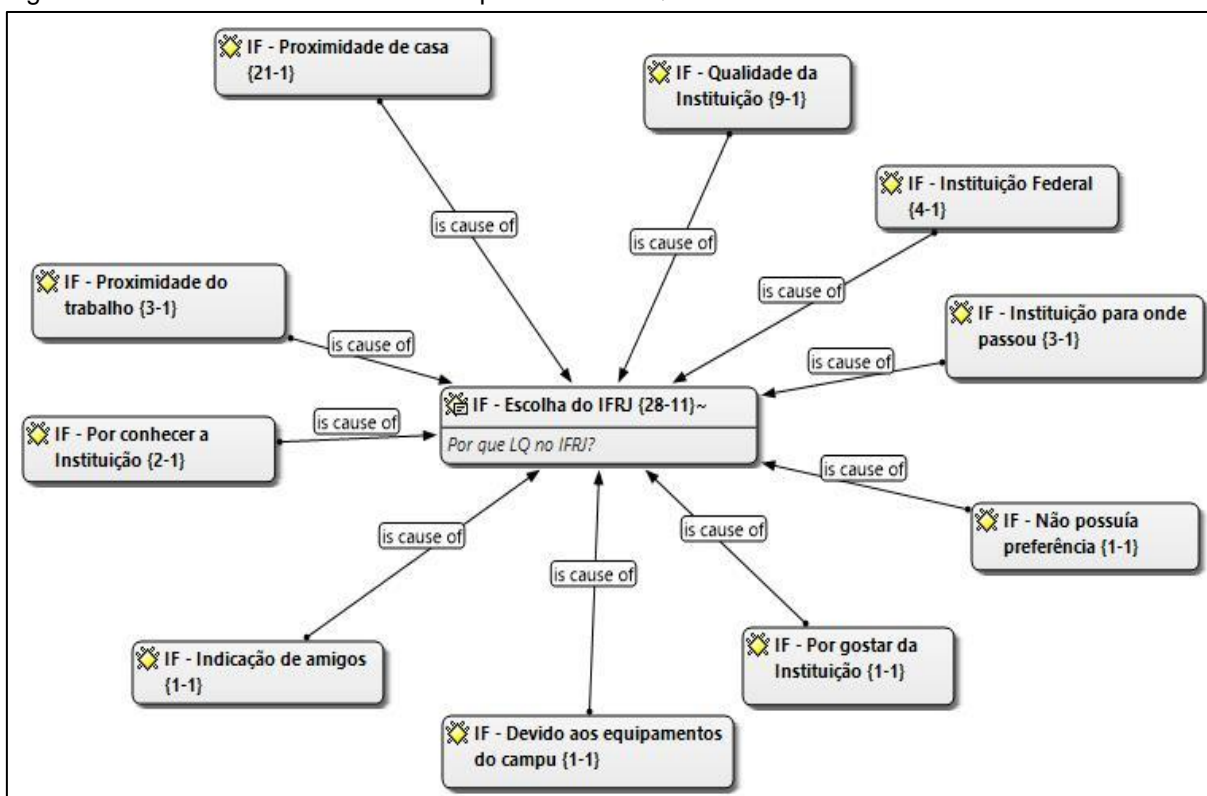 IF - Proximidade de casa
{21-1}
IF - Qualidade da
Instituição {9-1}
IF - Instituição Federal
{4-1}
is cause of
is cause of
IF - Proximidade do
trabalho {3-1}
is cause of
IF - Instituição para onde
passou {3-1}
is cause of
is cause of
IF - Escolha do IFRJ {28-11}~
Por que LQ no IFRJ?
IF - Por conhecer a
Instituição {2-1}
is cause of
is cause of
IF - Não possuía
preferência {1-1}
is cause of
is cause of
is cause of
IF - Indicação de amigos
{1-1}
IF - Por gostar da
Instituição {1-1}
IF - Devido aos equipamentos
do campu {1-1}